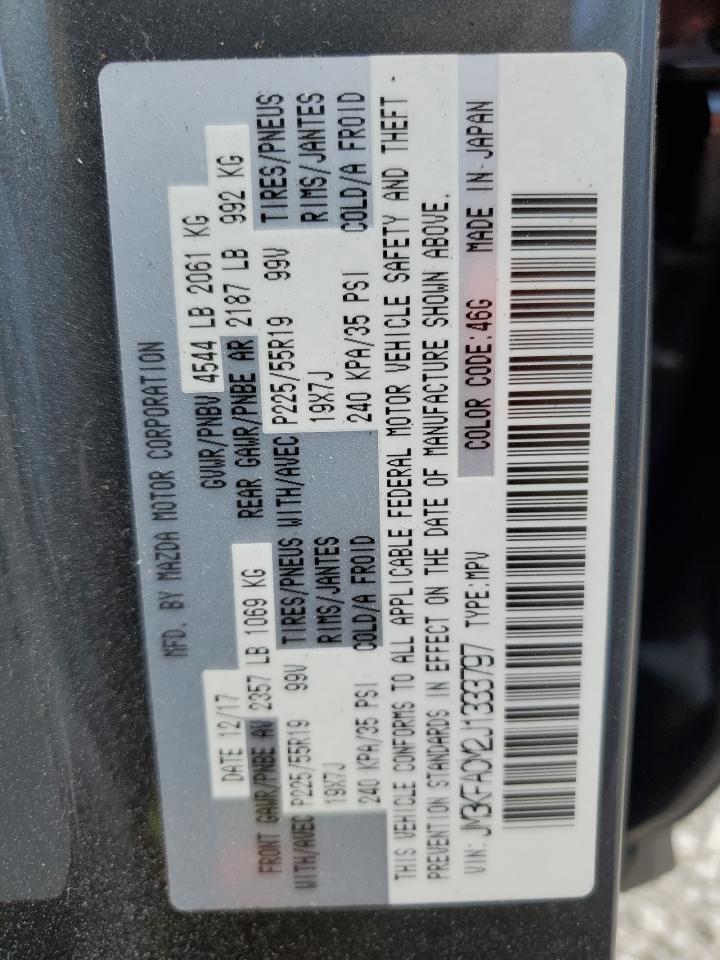 MFD. BY MAZDA MOTOR CORPORATION
DATE 12/17 GVWR/PNBV 4544 LB 2061 KG
FRONT GAWR/PNBE AV 2357 LB 1069 KG REAR GAWR/PNBE AR 2187 LB 992 KG
WITH/AVEC P225/55R19 99V TIRES/PNEUS WITH/AVEC P225/55R19 99V TIRES/PNEUS
19X7J RIMS/JANTES 19X7J RIMS/JANTES
240 KPA/35 PSI COLD/A FROID 240 KPA/35 PSI COLD/A FROID
THIS VEHICLE CONFORMS TO ALL APPLICABLE FEDERAL MOTOR VEHICLE SAFETY AND THEFT
PREVENTION STANDARDS IN EFFECT ON THE DATE OF MANUFACTURE SHOWN ABOVE.
VIN: JM3KFACM2J1333797 TYPE:MPV COLOR CODE:46G MADE IN JAPAN